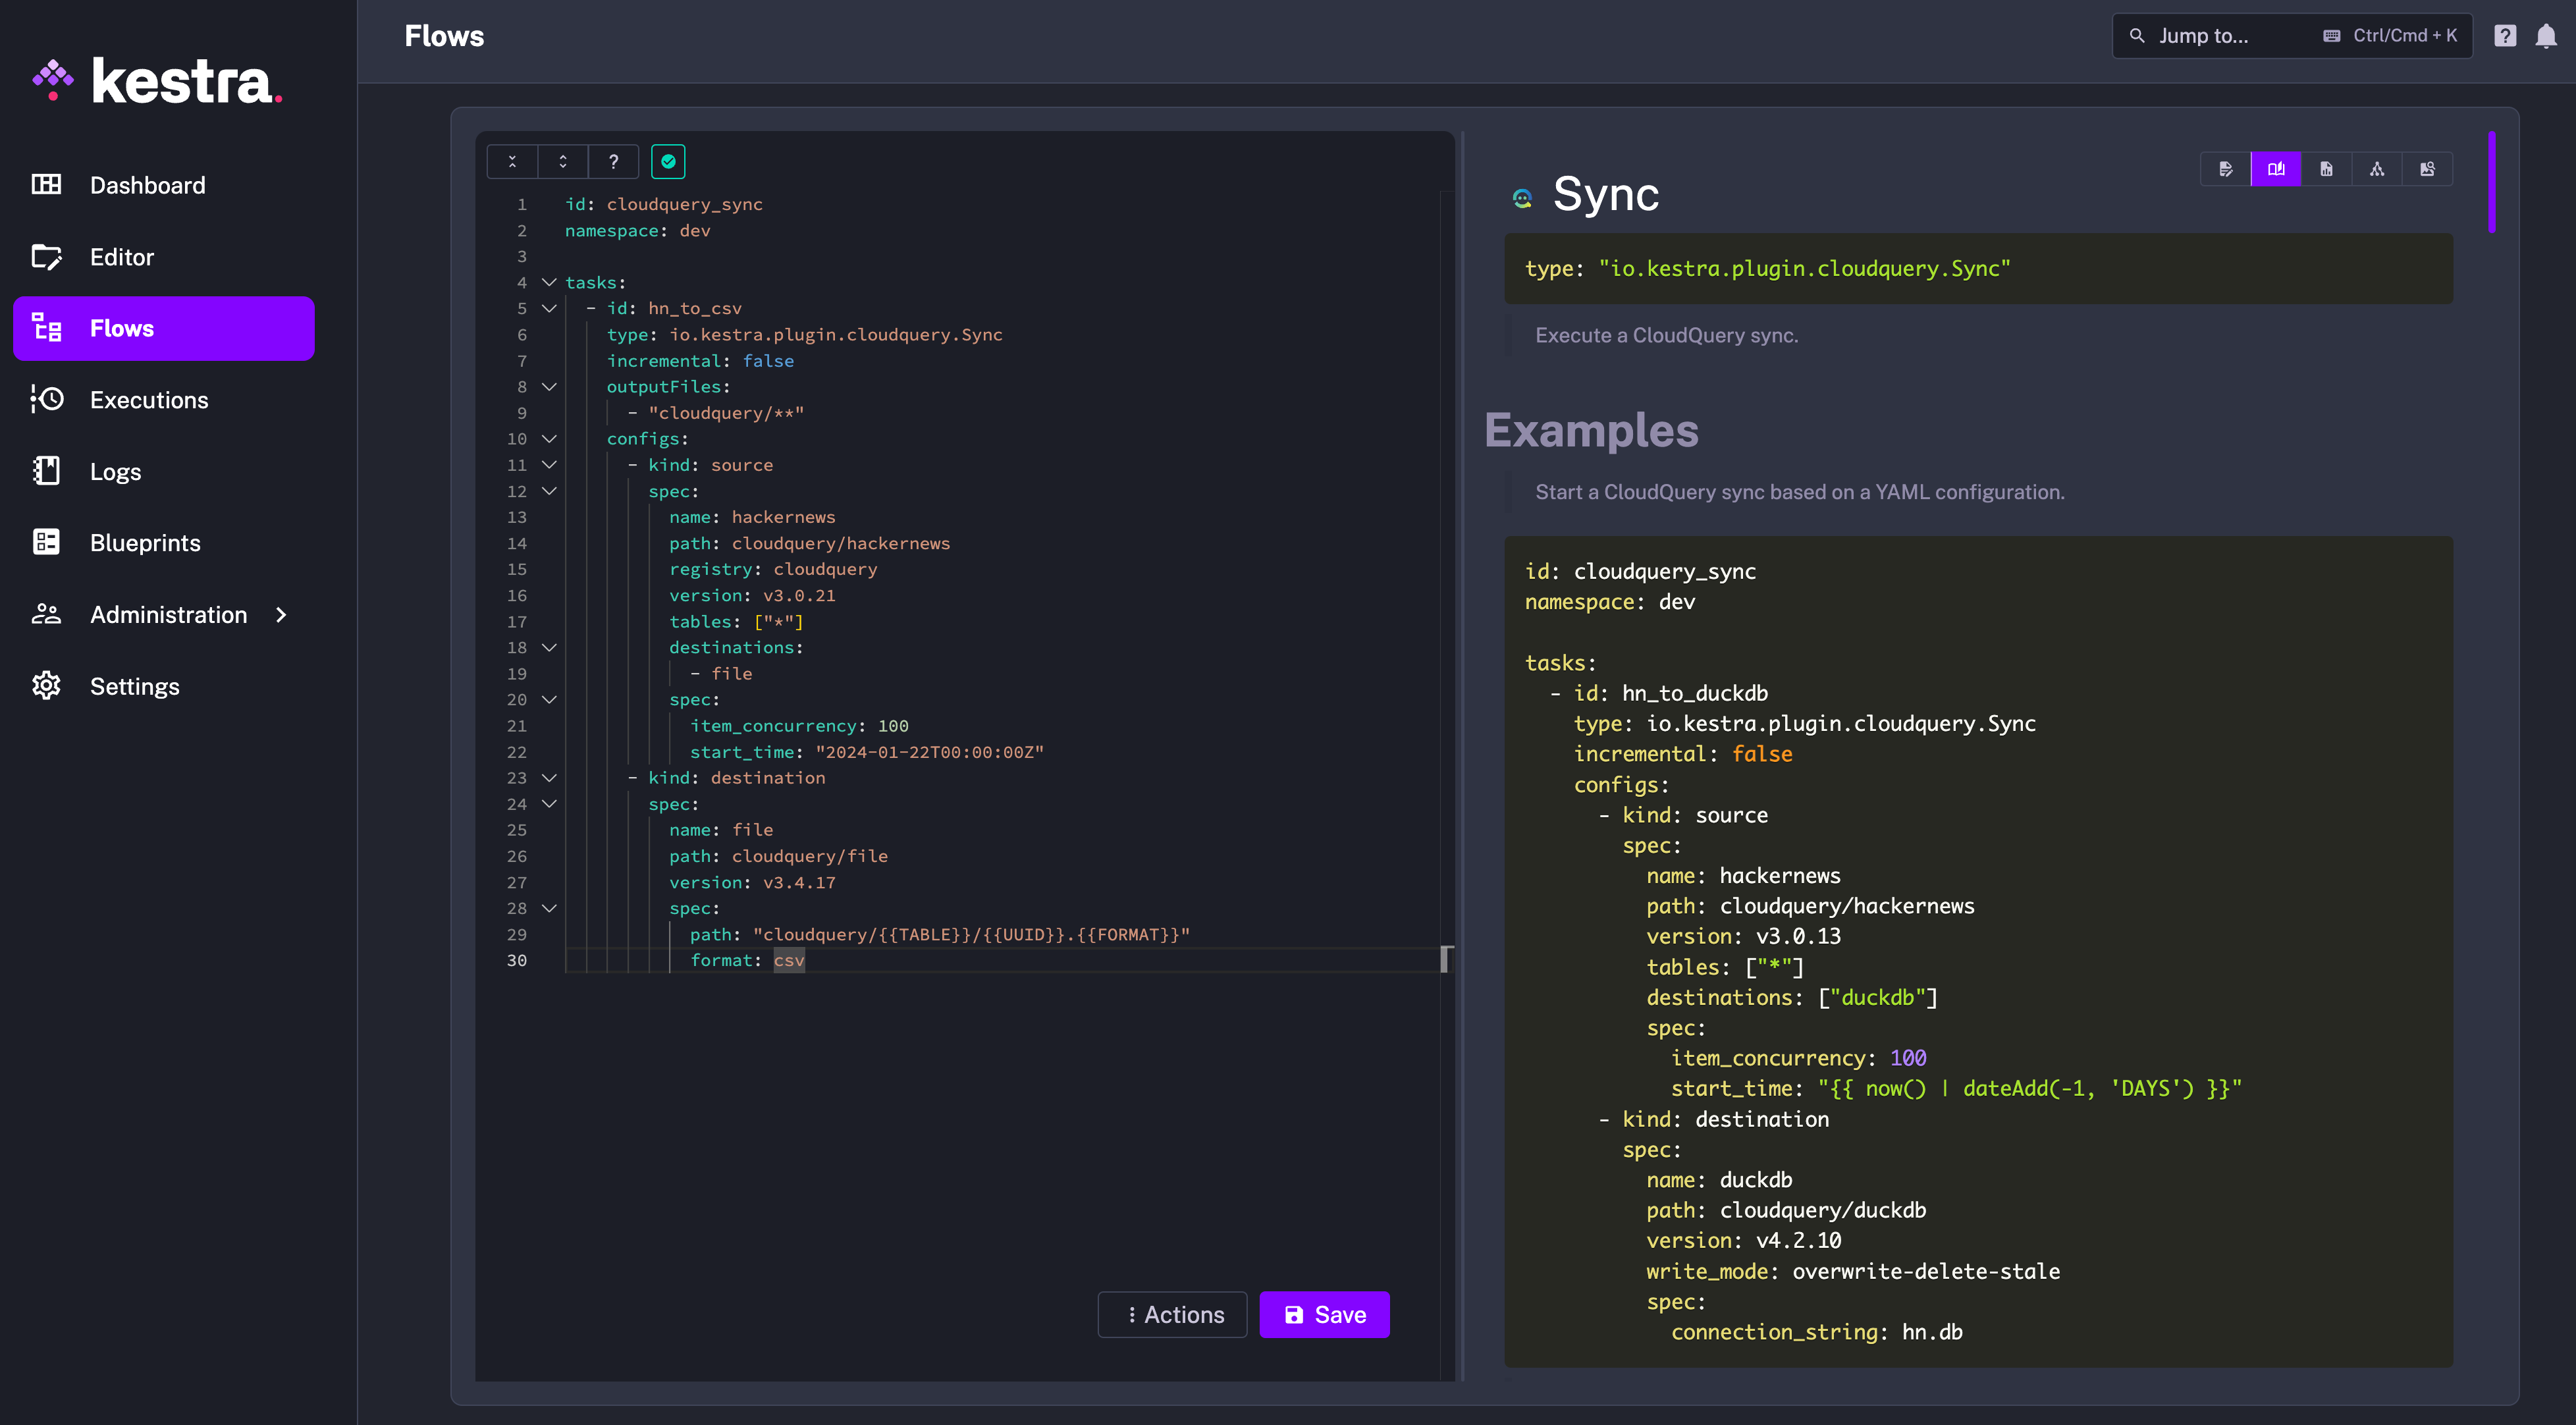 kestra.
Dashboard
Editor
Flows
Executions
Logs
Blueprints
Administration
Settings
Flows
Jump to...
Ctrl/Cmd + K
?
?
1 id: cloudquery_sync
2 namespace: dev
3
4 tasks:
5   - id: hn_to_csv
6     type: io.kestra.plugin.cloudquery.Sync
7     incremental: false
8     outputFiles:
9       - "cloudquery/**"
10     configs:
11       - kind: source
12         spec:
13           name: hackernews
14           path: cloudquery/hackernews
15           registry: cloudquery
16           version: v3.0.21
17           tables: ["*"]
18           destinations:
19             - file
20           spec:
21             item_concurrency: 100
22             start_time: "2024-01-22T00:00:00Z"
23       - kind: destination
24         spec:
25           name: file
26           path: cloudquery/file
27           version: v3.4.17
28           spec:
29             path: "cloudquery/{{TABLE}}/{{UUID}}.{{FORMAT}}"
30             format: csv
Actions
Save
Sync
type: "io.kestra.plugin.cloudquery.Sync"
Execute a CloudQuery sync.
Examples
Start a CloudQuery sync based on a YAML configuration.
id: cloudquery_sync
namespace: dev
tasks:
  - id: hn_to_duckdb
    type: io.kestra.plugin.cloudquery.Sync
    incremental: false
    configs:
      - kind: source
        spec:
          name: hackernews
          path: cloudquery/hackernews
          version: v3.0.13
          tables: ["*"]
          destinations: ["duckdb"]
          spec:
            item_concurrency: 100
            start_time: "{{ now() | dateAdd(-1, 'DAYS') }}"
      - kind: destination
        spec:
          name: duckdb
          path: cloudquery/duckdb
          version: v4.2.10
          write_mode: overwrite-delete-stale
          spec:
            connection_string: hn.db